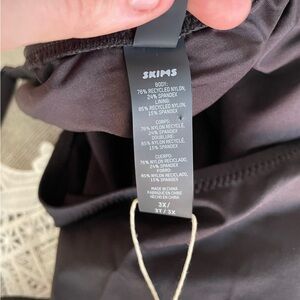 SKIMS
BODY:
76% RECYCLED NYLON,
24% SPANDEX
LINING:
85% RECYCLED NYLON,
15% SPANDEX
CORPS:
76% NYLON RECYCLÉ,
24% SPANDEX
DOUBLURE:
85% NYLON RECYCLÉ,
15% SPANDEX
CUERPO:
76% NYLON RECICLADO,
24% SPANDEX
FORRO:
85% NYLON RECICLADO,
15% SPANDEX
MADE IN CHINA
FABRIQUÉ EN CHINE
HECHO EN CHINA
3X/
3T / 3X